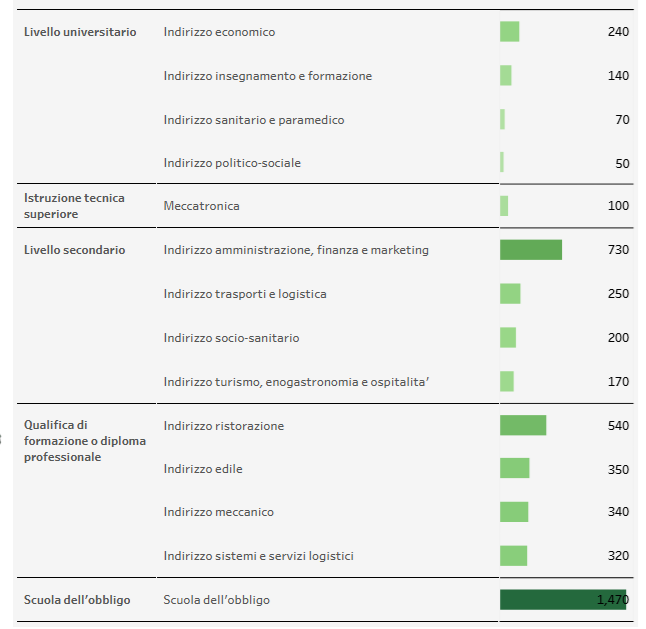 Livello universitario Indirizzo economico 240
Indirizzo insegnamento e formazione 140
Indirizzo sanitario e paramedico 70
Indirizzo politico-sociale 50
Istruzione tecnica
superiore Meccatronica 100
Livello secondario Indirizzo amministrazione, finanza e marketing 730
Indirizzo trasporti e logistica 250
Indirizzo socio-sanitario 200
Indirizzo turismo, enogastronomia e ospitalita’ 170
Qualifica di Indirizzo ristorazione 540
formazione o diploma
professionale
Indirizzo edile 350
Indirizzo meccanico 340
Indirizzo sistemi e servizi logistici 320
Scuola dell’obbligo Scuola dell’obbligo 1,470